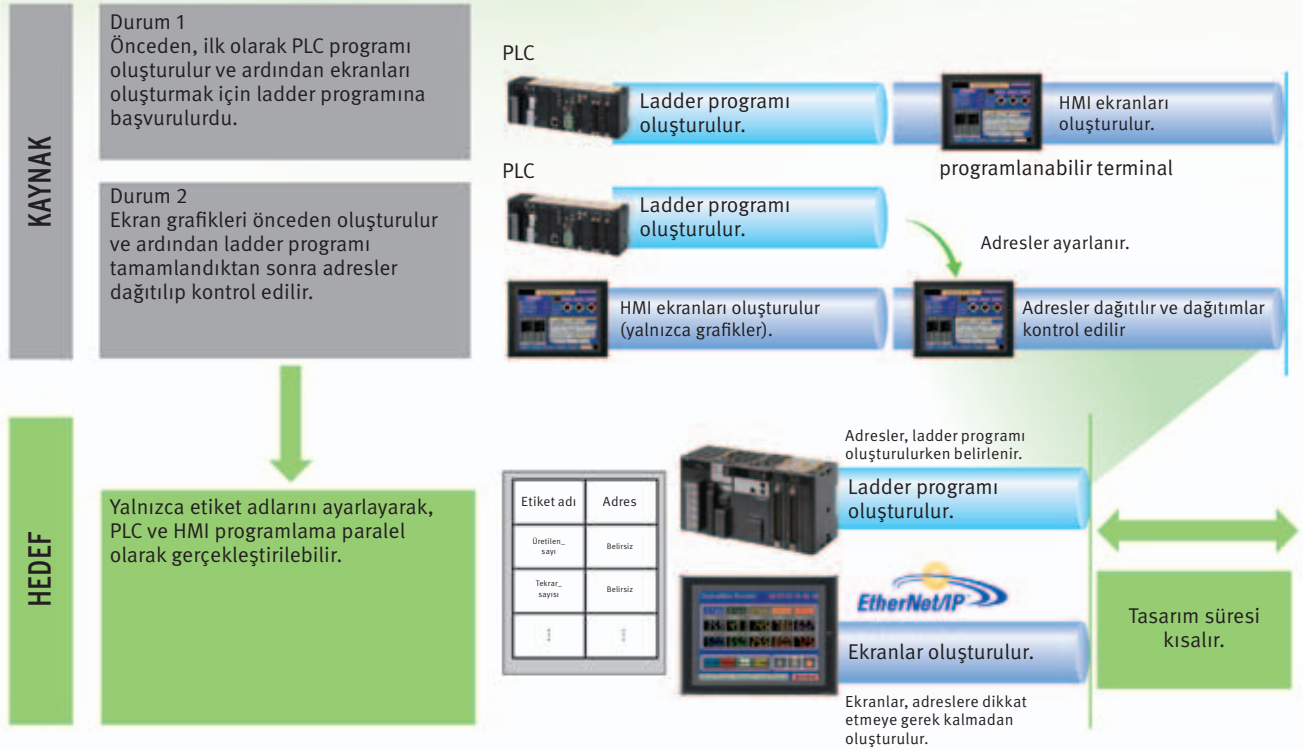 KAYNAK
Durum 1
Önceden, ilk olarak PLC programı
oluşturulur ve ardından ekranları
oluşturmak için ladder programına
başvurulurdu.
Durum 2
Ekran grafikleri önceden oluşturulur
ve ardından ladder programı
tamamlandıktan sonra adresler
dağıtılıp kontrol edilir.
PLC
Ladder programı
oluşturulur.
HMI ekranları
oluşturulur.
programlanabilir terminal
PLC
Ladder programı
oluşturulur.
Adresler ayarlanır.
HMI ekranları oluşturulur
(yalnızca grafikler).
Adresler dağıtılır ve dağıtımlar
kontrol edilir
HEDEF
Yalnızca etiket adlarını ayarlayarak,
PLC ve HMI programlama paralel
olarak gerçekleştirilebilir.
Etiket adı Adres
Üretilen_
sayı
Belirsiz
Tekrar_
sayısı
Belirsiz
Adresler, ladder programı
oluşturulurken belirlenir.
Ladder programı
oluşturulur.
EtherNet/IP
Ekranlar oluşturulur.
Ekranlar, adreslere dikkat
etmeye gerek kalmadan
oluşturulur.
Tasarım süresi
kısalır.